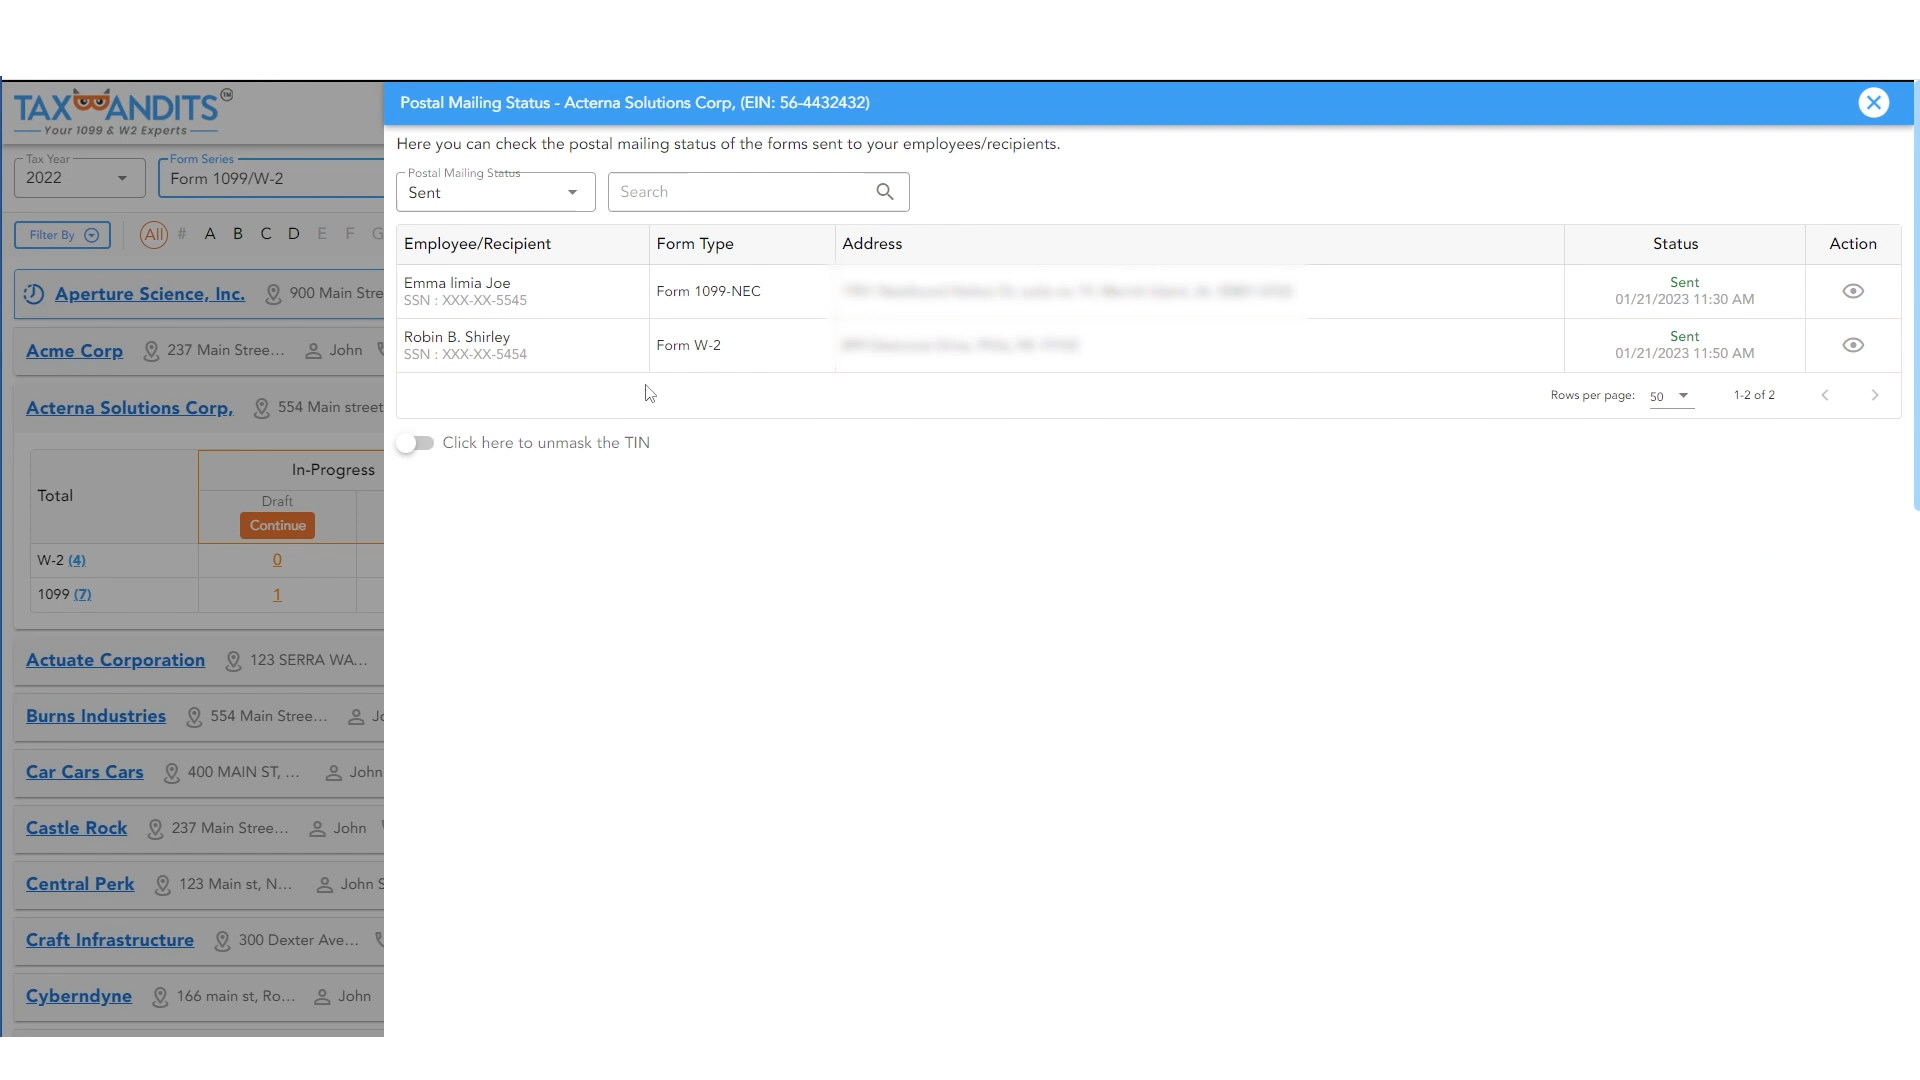 TAX ANDITS TM
Your 1099 & W2 Experts
Tax Year
2022
Form Series
Form 1099/W-2
Filter By
All # A B C D E F G
Aperture Science, Inc. 900 Main Stre
Acme Corp 237 Main Stree... John
Acterna Solutions Corp, 554 Main street
Total
In-Progress
Draft
Continue
W-2 (4) 0
1099 (7) 1
Actuate Corporation 123 SERRA WA...
Burns Industries 554 Main Stree... Jo
Car Cars Cars 400 MAIN ST, ... John
Castle Rock 237 Main Stree... John
Central Perk 123 Main st, N... John S
Craft Infrastructure 300 Dexter Ave...
Cyberndyne 166 main st, Ro... John
Postal Mailing Status - Acterna Solutions Corp, (EIN: 56-4432432)
Here you can check the postal mailing status of the forms sent to your employees/recipients.
Postal Mailing Status
Sent
Search
Employee/Recipient Form Type Address Status Action
Emma limia Joe
SSN : XXX-XX-5545
Form 1099-NEC
Sent
01/21/2023 11:30 AM
Robin B. Shirley
SSN : XXX-XX-5454
Form W-2
Sent
01/21/2023 11:50 AM
Rows per page: 50 1-2 of 2
Click here to unmask the TIN